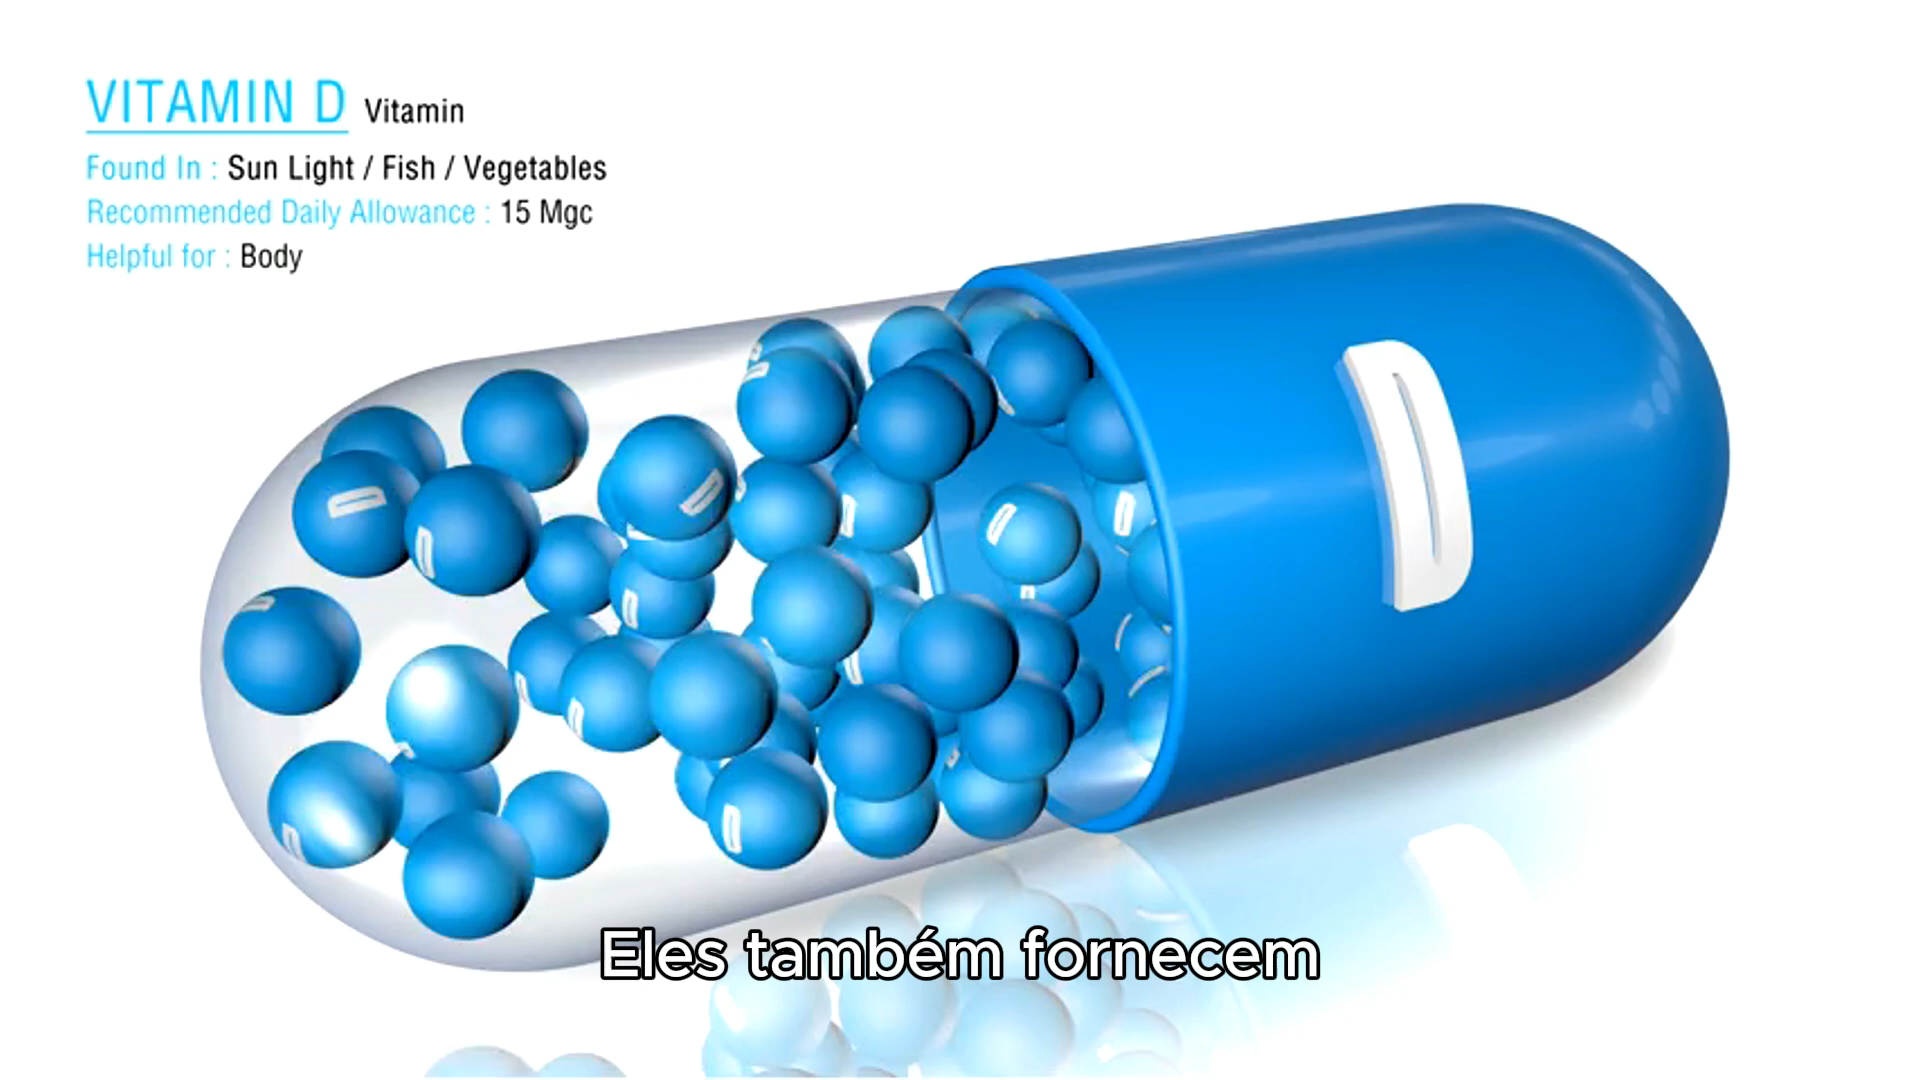 VITAMIN D Vitamin
Found In : Sun Light / Fish / Vegetables
Recommended Daily Allowance : 15 Mgc
Helpful for : Body
D
Eles também fornecem